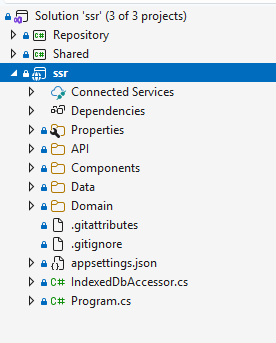 Solution 'ssr' (3 of 3 projects)
Repository
Shared
ssr
Connected Services
Dependencies
Properties
API
Components
Data
Domain
.gitattributes
.gitignore
appsettings.json
C# IndexedDbAccessor.cs
C# Program.cs